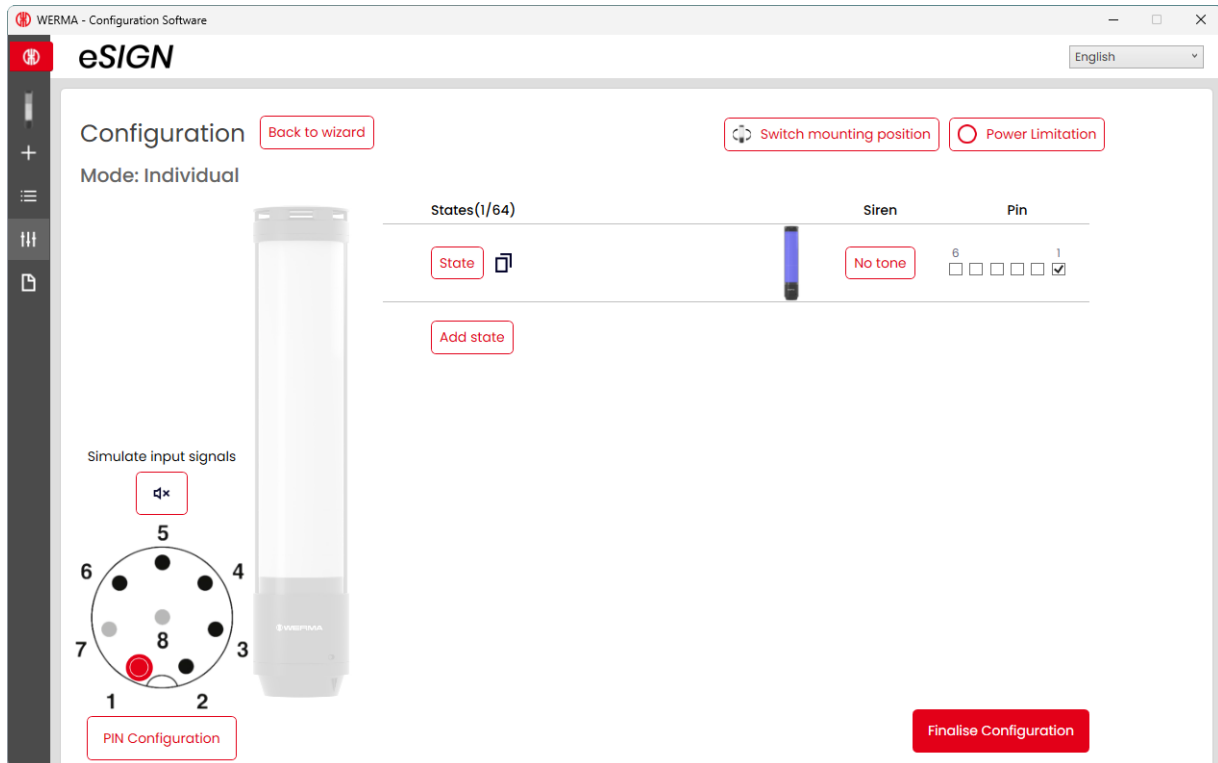 WERMA - Configuration Software
eSIGN
English
Configuration
Back to wizard
Switch mounting position
Power Limitation
Mode: Individual
States(1/64)
Siren
Pin
State
No tone
6
1
Add state
Simulate input signals
5
6
4
7
8
3
1
2
WERMA
PIN Configuration
Finalise Configuration